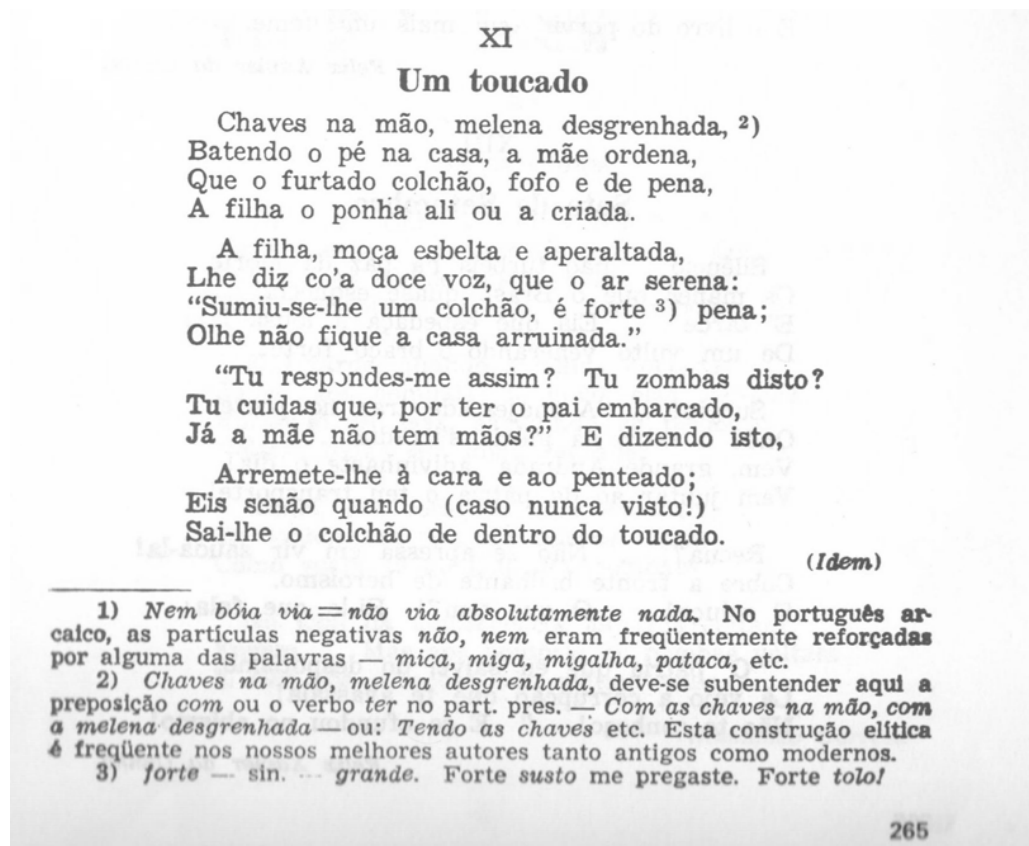 XI
Um toucado
Chaves na mão, melena desgrenhada, ²)
Batendo o pé na casa, a mãe ordena,
Que o furtado colchão, fofo e de pena,
A filha o ponha ali ou a criada.
A filha, moça esbelta e aperaltada,
Lhe diz co'a doce voz, que o ar serena:
“Sumiu-se-lhe um colchão, é forte ³) pena;
Olhe não fique a casa arruinada.”
“Tu respondes-me assim? Tu zombas disto?
Tu cuidas que, por ter o pai embarcado,
Já a mãe não tem mãos?” E dizendo isto,
Arremete-lhe à cara e ao penteado;
Eis senão quando (caso nunca visto!)
Sai-lhe o colchão de dentro do toucado.
(Idem)
1) Nem bóia via = não via absolutamente nada. No português ar-
caico, as partículas negativas não, nem eram freqüentemente reforçadas
por alguma das palavras — mica, miga, migalha, pataca, etc.
2) Chaves na mão, melena desgrenhada, deve-se subentender aqui a
preposição com ou o verbo ter no part. pres. — Com as chaves na mão, com
a melena desgrenhada — ou: Tendo as chaves etc. Esta construção elítica
é freqüente nos nossos melhores autores tanto antigos como modernos.
3) forte — sin. ... grande. Forte susto me pregaste. Forte tolo!
265